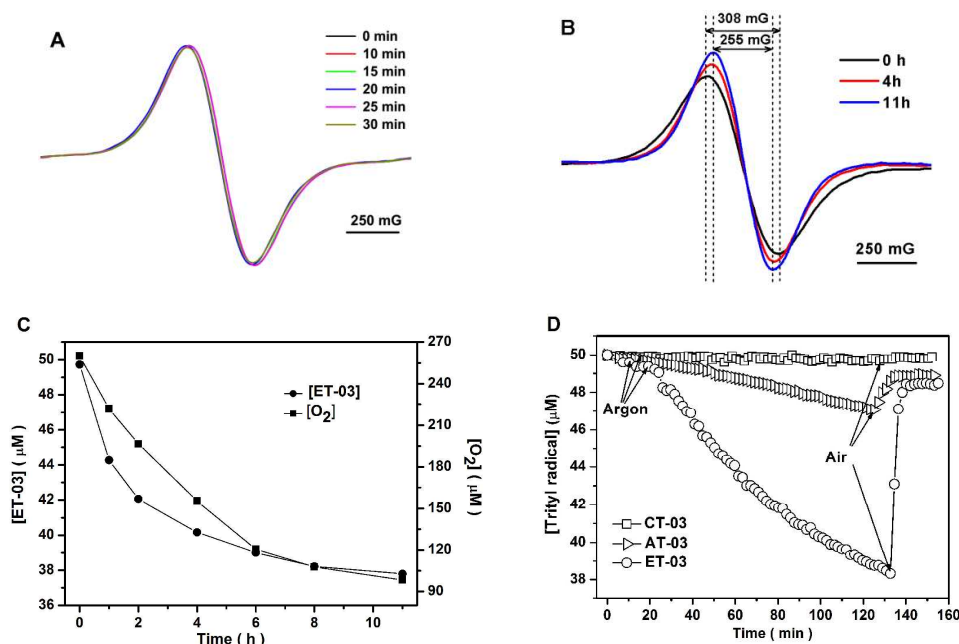 A
0 min
10 min
15 min
20 min
25 min
30 min
250 mG
B
308 mG
255 mG
0 h
4h
11h
250 mG
C
[ET-03] ( μM)
50
48
46
44
42
40
38
36
[ET-03]
[O₂]
270
240
210
180
150
120
90
[O₂] ( μM)
0 2 4 6 8 10
Time ( h )
D
[Trityl radical] (μM)
50
48
46
44
42
40
38
Argon
Air
CT-03
AT-03
ET-03
0 20 40 60 80 100 120 140 160
Time ( min )